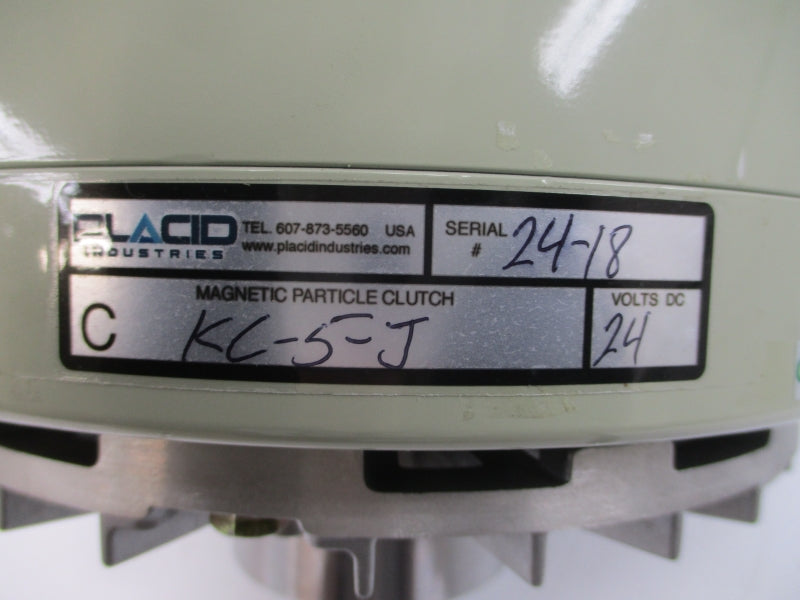 PLACID
INDUSTRIES
TEL. 607-873-5560 USA
www.placidindustries.com
SERIAL # 24-18
C
MAGNETIC PARTICLE CLUTCH
KC-5-J
VOLTS DC
24